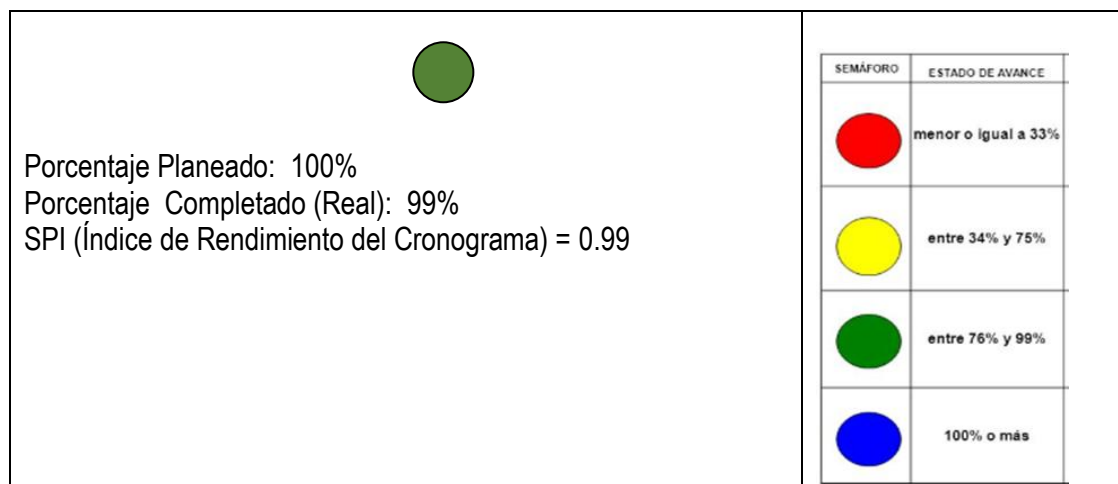 Porcentaje Planeado: 100%
Porcentaje Completado (Real): 99%
SPI (Índice de Rendimiento del Cronograma) = 0.99
SEMÁFORO ESTADO DE AVANCE
menor o igual a 33%
entre 34% y 75%
entre 76% y 99%
100% o más